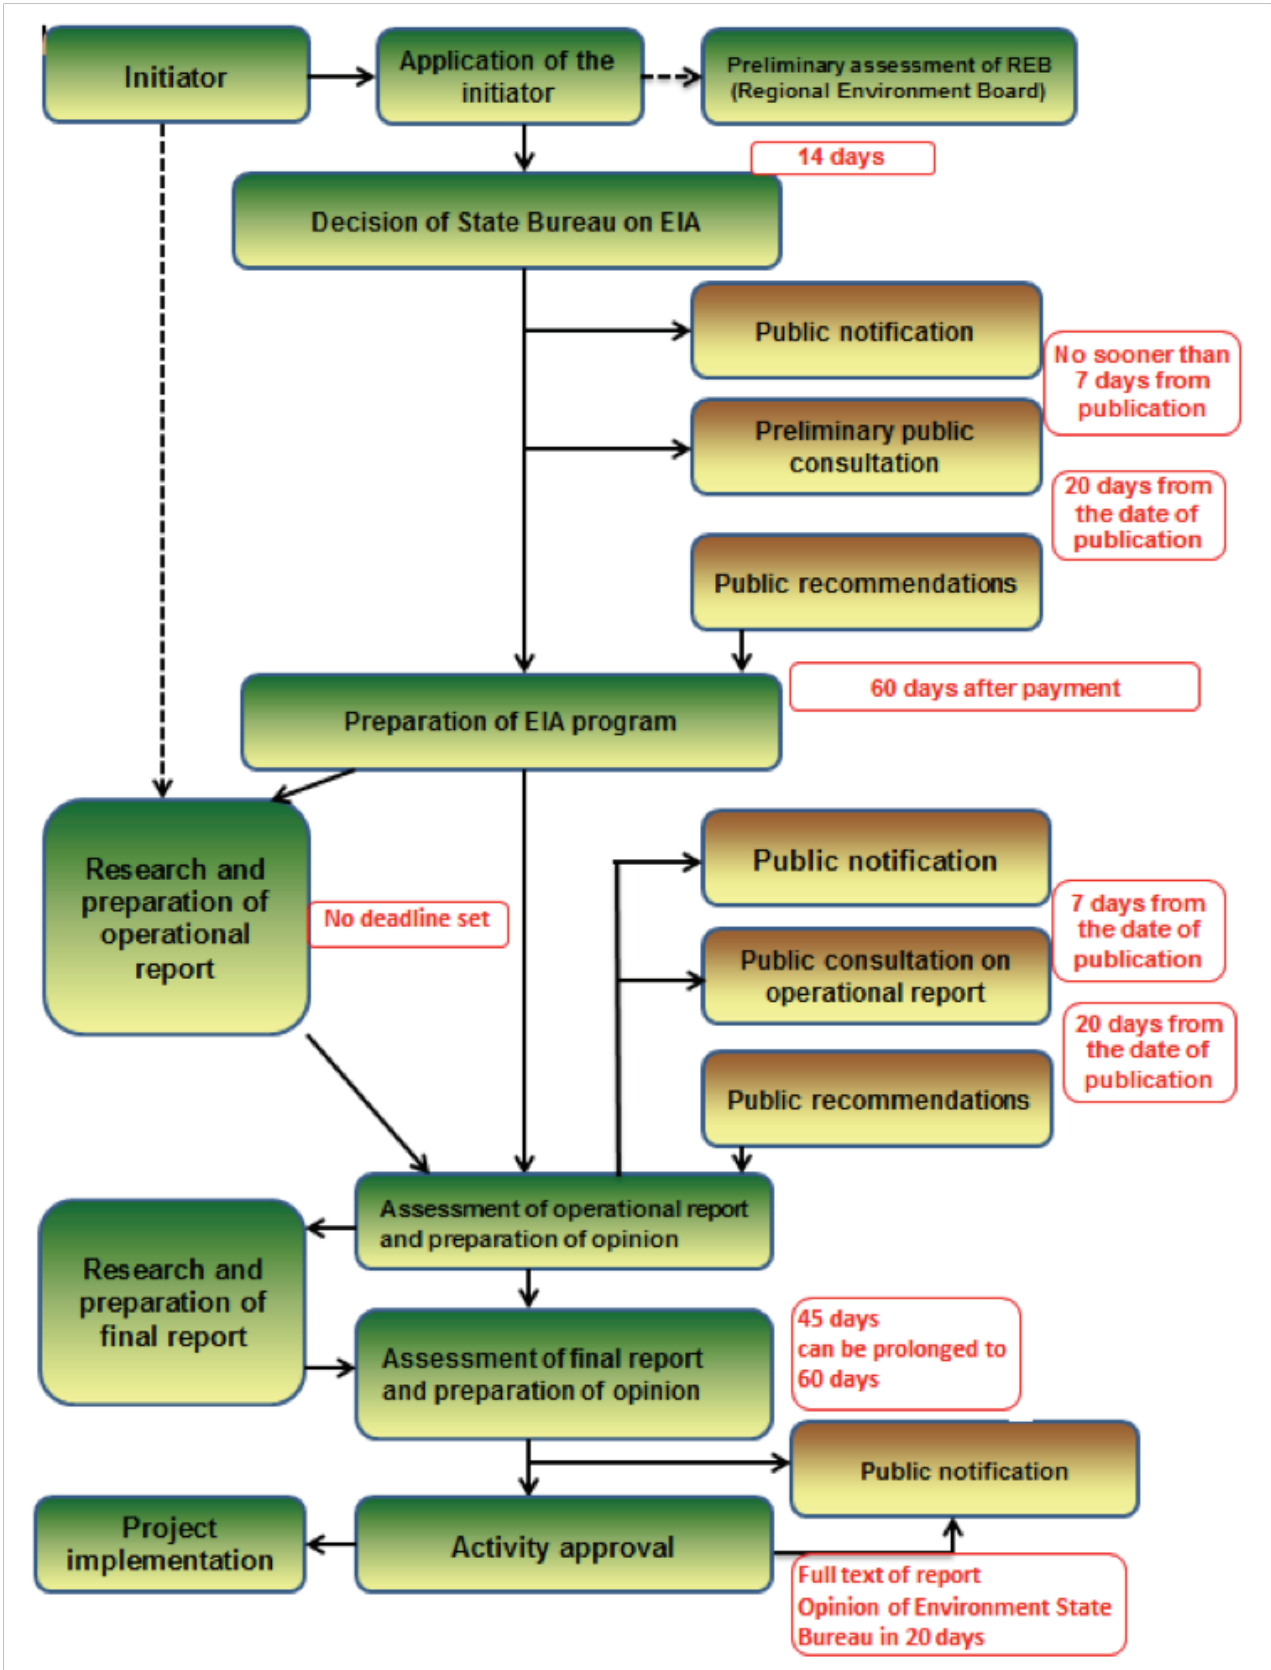 Initiator
Application of the
initiator
Preliminary assessment of REB
(Regional Environment Board)
14 days
Decision of State Bureau on EIA
Public notification
No sooner than
7 days from
publication
Preliminary public
consultation
20 days from
the date of
publication
Public recommendations
60 days after payment
Preparation of EIA program
Research and
preparation of
operational
report
No deadline set
Public notification
7 days from
the date of
publication
Public consultation on
operational report
20 days from
the date of
publication
Public recommendations
Assessment of operational report
and preparation of opinion
Research and
preparation of
final report
Assessment of final report
and preparation of opinion
45 days
can be prolonged to
60 days
Public notification
Project
implementation
Activity approval
Full text of report
Opinion of Environment State
Bureau in 20 days